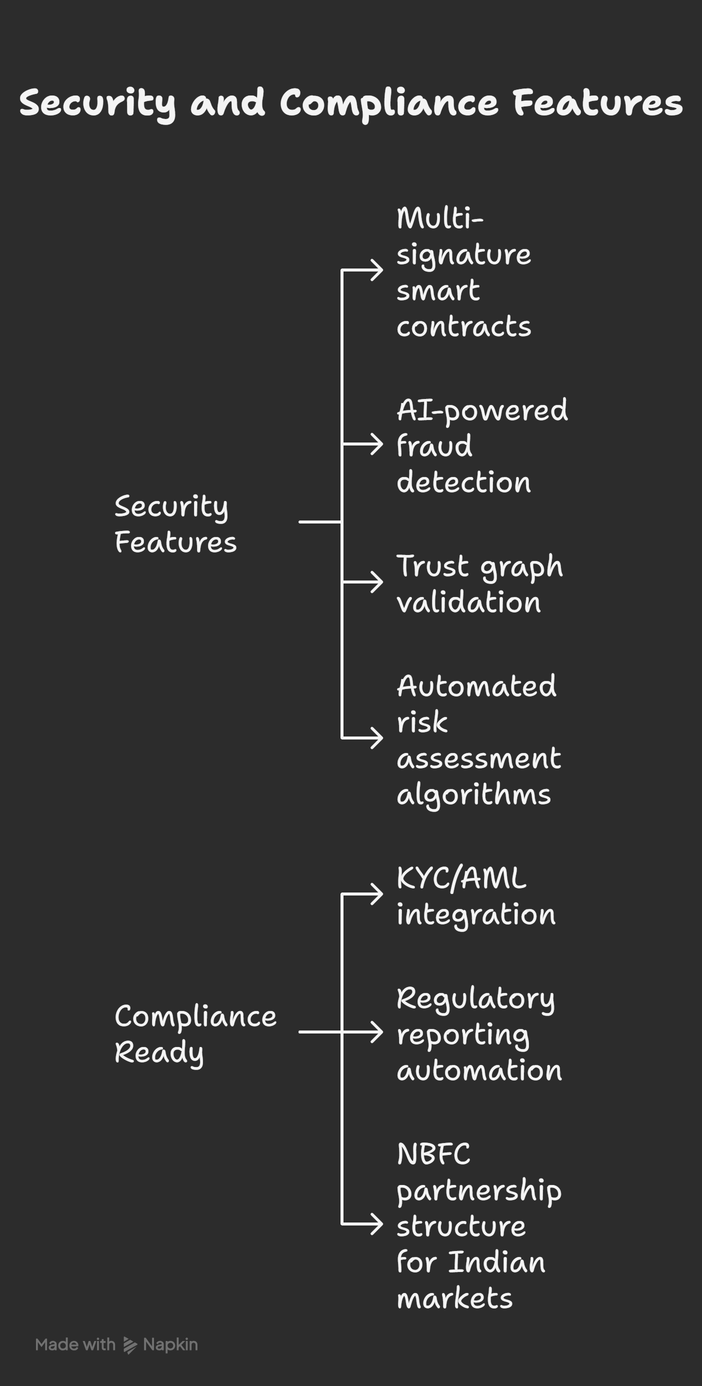 Security and Compliance Features
Multi-
signature
smart
contracts
AI-powered
fraud
detection
Security
Features
Trust graph
validation
Automated
risk
assessment
algorithms
KYC/AML
integration
Compliance
Ready
Regulatory
reporting
automation
NBFC
partnership
structure
for Indian
markets
Made with Napkin